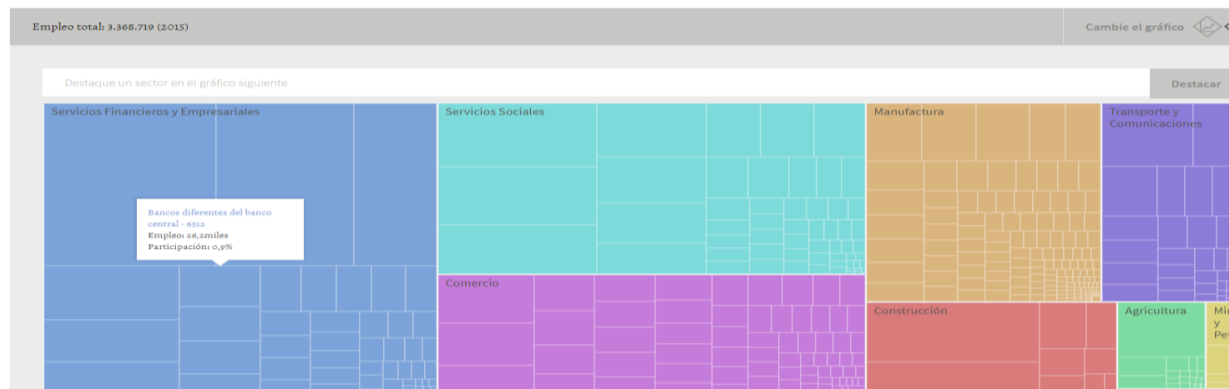 Empleo total: 3.368.719 (2015)
Cambie el gráfico
Destaque un sector en el gráfico siguiente
Destacar
Servicios Financieros y Empresariales
Servicios Sociales
Manufactura
Transporte y
Comunicaciones
Bancos diferentes del banco
central - 6512
Empleo: 26,2miles
Participación: 0,9%
Comercio
Construcción
Agricultura
y